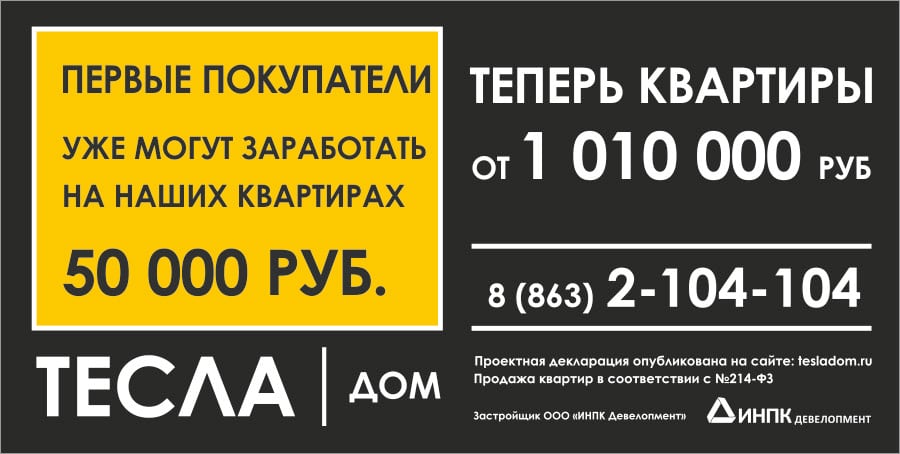 ПЕРВЫЕ ПОКУПАТЕЛИ
УЖЕ МОГУТ ЗАРАБОТАТЬ
НА НАШИХ КВАРТИРАХ
50 000 РУБ.
ТЕСЛА | ДОМ
ТЕПЕРЬ КВАРТИРЫ
ОТ 1 010 000 РУБ
8 (863) 2-104-104
Проектная декларация опубликована на сайте: tesladom.ru
Продажа квартир в соответствии с №214-ФЗ
Застройщик ООО «ИНПК Девелопмент»
ИНПК ДЕВЕЛОПМЕНТ